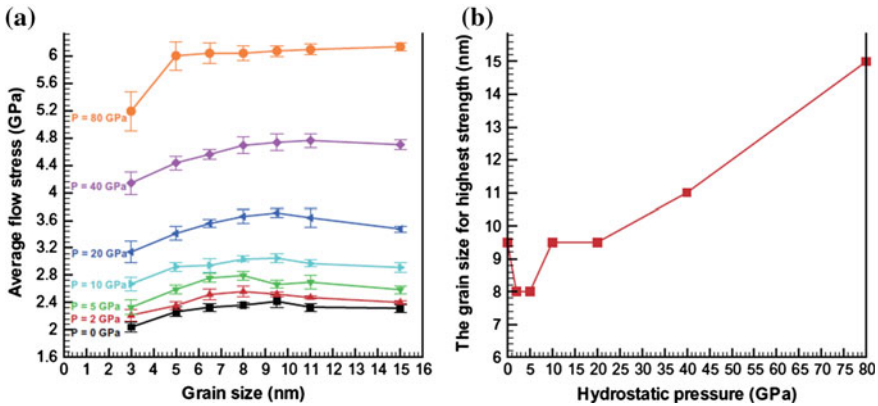 (a)
Average flow stress (GPa)
6
5.2
4.8
4.4
3.6
3.2
2.8
2.4
2
1.6
P = 80 GPa
P = 40 GPa
P = 20 GPa
P = 10 GPa
P = 5 GPa
P = 2 GPa
P = 0 GPa
0 1 2 3 4 5 6 7 8 9 10 11 12 13 14 15 16
Grain size (nm)
(b)
The grain size for highest strength (nm)
15
14
13
12
11
10
9
8
7
6
0 5 10 15 20 25 30 35 40 45 50 55 60 65 70 75 80
Hydrostatic pressure (GPa)